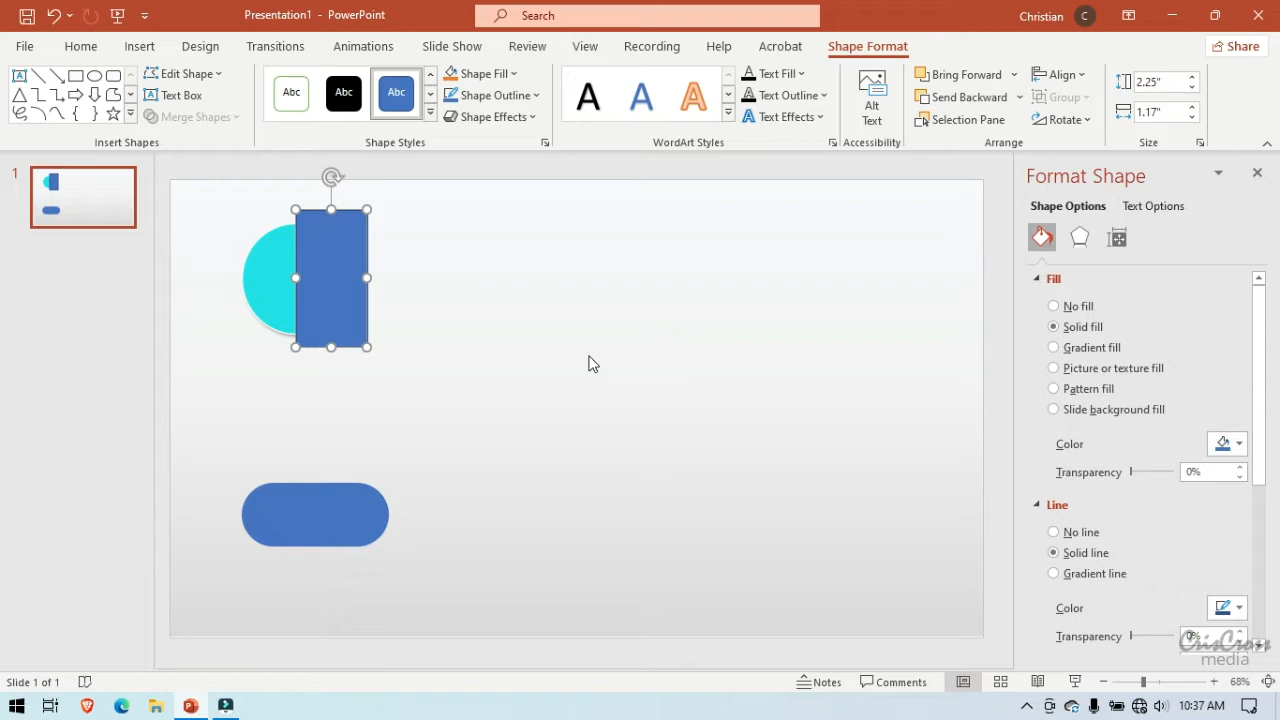 Presentation1 - PowerPoint
Search
Christian
C
File
Home
Insert
Design
Transitions
Animations
Slide Show
Review
View
Recording
Help
Acrobat
Shape Format
Share
Edit Shape
Text Box
Merge Shapes
Insert Shapes
Abc
Abc
Abc
Shape Fill
Shape Outline
Shape Effects
Shape Styles
A
A
A
Text Fill
Text Outline
Text Effects
WordArt Styles
Alt
Text
Accessibility
Bring Forward
Send Backward
Selection Pane
Align
Group
Rotate
Arrange
2.25"
1.17"
Size
1
Format Shape
Shape Options
Text Options
Fill
No fill
Solid fill
Gradient fill
Picture or texture fill
Pattern fill
Slide background fill
Color
Transparency
0%
Line
No line
Solid line
Gradient line
Color
Transparency
0%
CrisCross
media
Slide 1 of 1
Notes
Comments
68%
10:37 AM